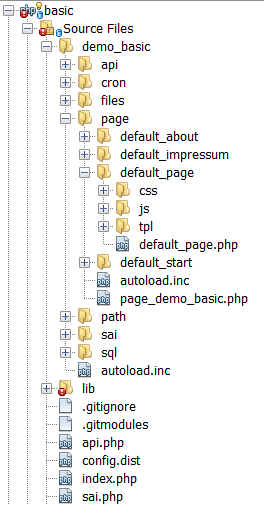 basic
Source Files
demo_basic
api
cron
files
page
default_about
default_impressum
default_page
css
js
tpl
default_page.php
default_start
autoload.inc
page_demo_basic.php
path
sai
sql
autoload.inc
lib
.gitignore
.gitmodules
api.php
config.dist
index.php
sai.php